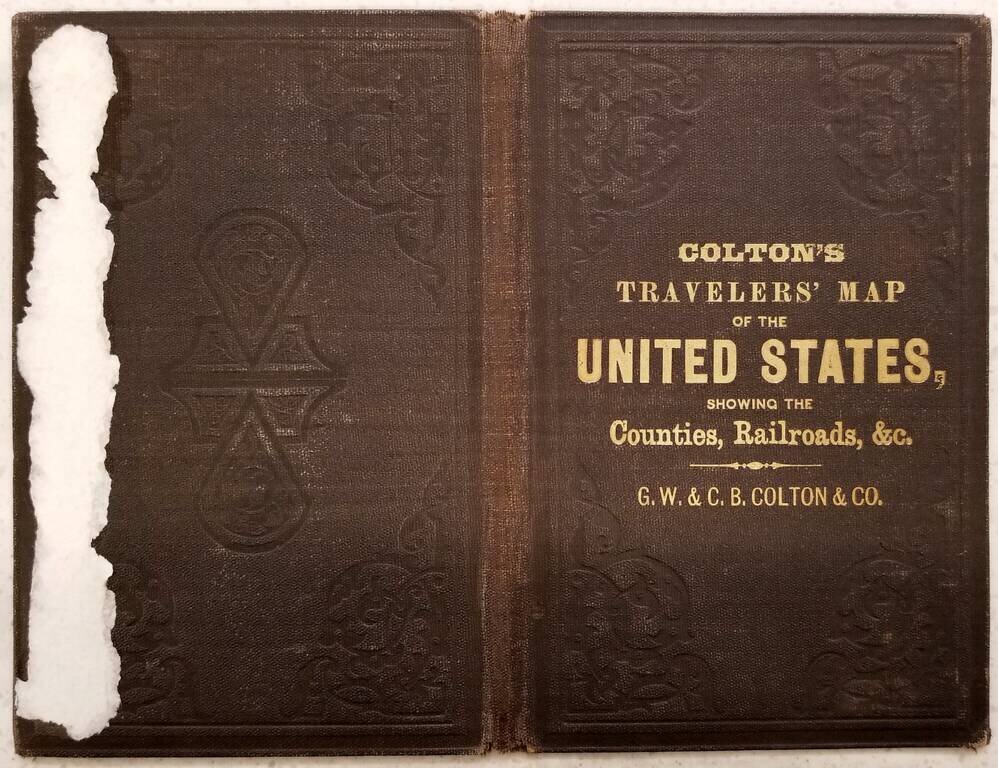 COLTON'S
TRAVELERS' MAP
OF THE
UNITED STATES,
SHOWING THE
Counties, Railroads, &c.
G. W. & C. B. COLTON & CO.